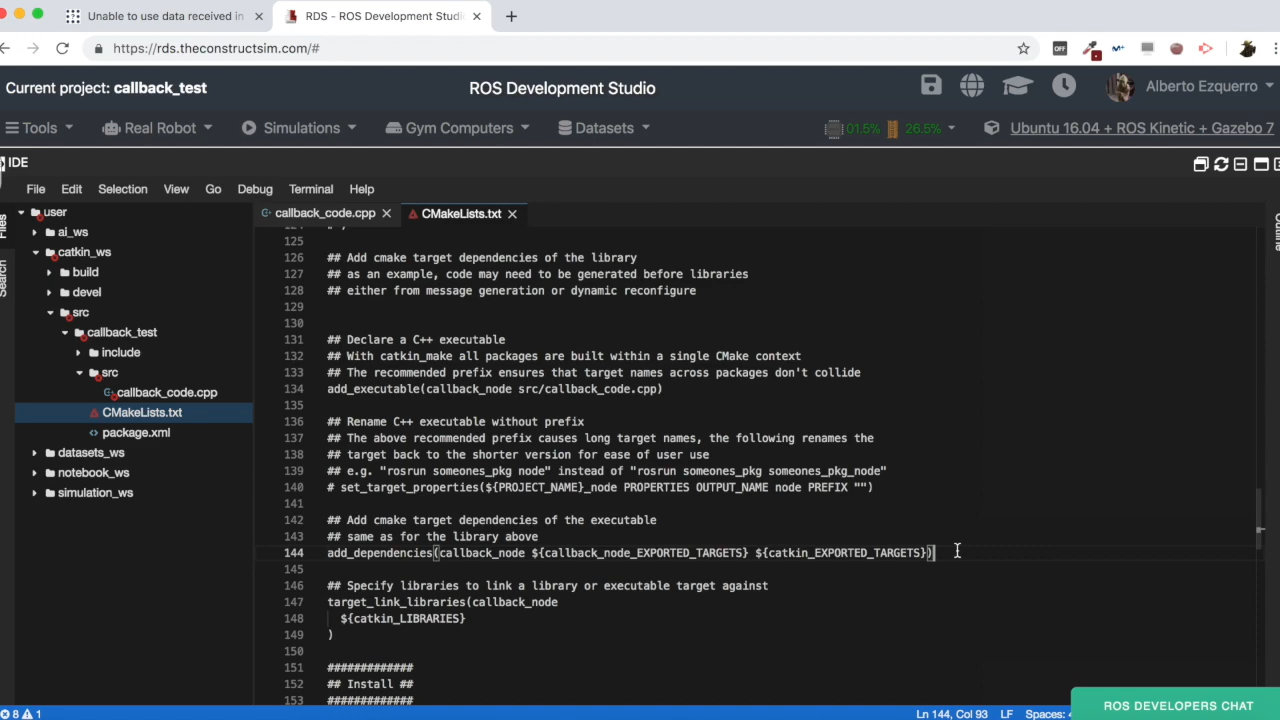 Unable to use data received in
RDS - ROS Development Studio
https://rds.theconstructsim.com/#
OFF
Current project: callback_test
ROS Development Studio
Alberto Ezquerro
Tools
Real Robot
Simulations
Gym Computers
Datasets
01.5%
26.5%
Ubuntu 16.04 + ROS Kinetic + Gazebo 7
IDE
File Edit Selection View Go Debug Terminal Help
Files
Search
user
ai_ws
catkin_ws
build
devel
src
callback_test
include
src
callback_code.cpp
CMakeLists.txt
package.xml
datasets_ws
notebook_ws
simulation_ws
callback_code.cpp
CMakeLists.txt
125
126 ## Add cmake target dependencies of the library
127 ## as an example, code may need to be generated before libraries
128 ## either from message generation or dynamic reconfigure
129
130
131 ## Declare a C++ executable
132 ## With catkin_make all packages are built within a single CMake context
133 ## The recommended prefix ensures that target names across packages don't collide
134 add_executable(callback_node src/callback_code.cpp)
135
136 ## Rename C++ executable without prefix
137 ## The above recommended prefix causes long target names, the following renames the
138 ## target back to the shorter version for ease of user use
139 ## e.g. "rosrun someones_pkg node" instead of "rosrun someones_pkg someones_pkg_node"
140 # set_target_properties(${PROJECT_NAME}_node PROPERTIES OUTPUT_NAME node PREFIX "")
141
142 ## Add cmake target dependencies of the executable
143 ## same as for the library above
144 add_dependencies(callback_node ${callback_node_EXPORTED_TARGETS} ${catkin_EXPORTED_TARGETS})
145
146 ## Specify libraries to link a library or executable target against
147 target_link_libraries(callback_node
148 ${catkin_LIBRARIES}
149 )
150
151 #############
152 ## Install ##
153 #############
8 1
Ln 144, Col 93
LF
Spaces:
ROS DEVELOPERS CHAT